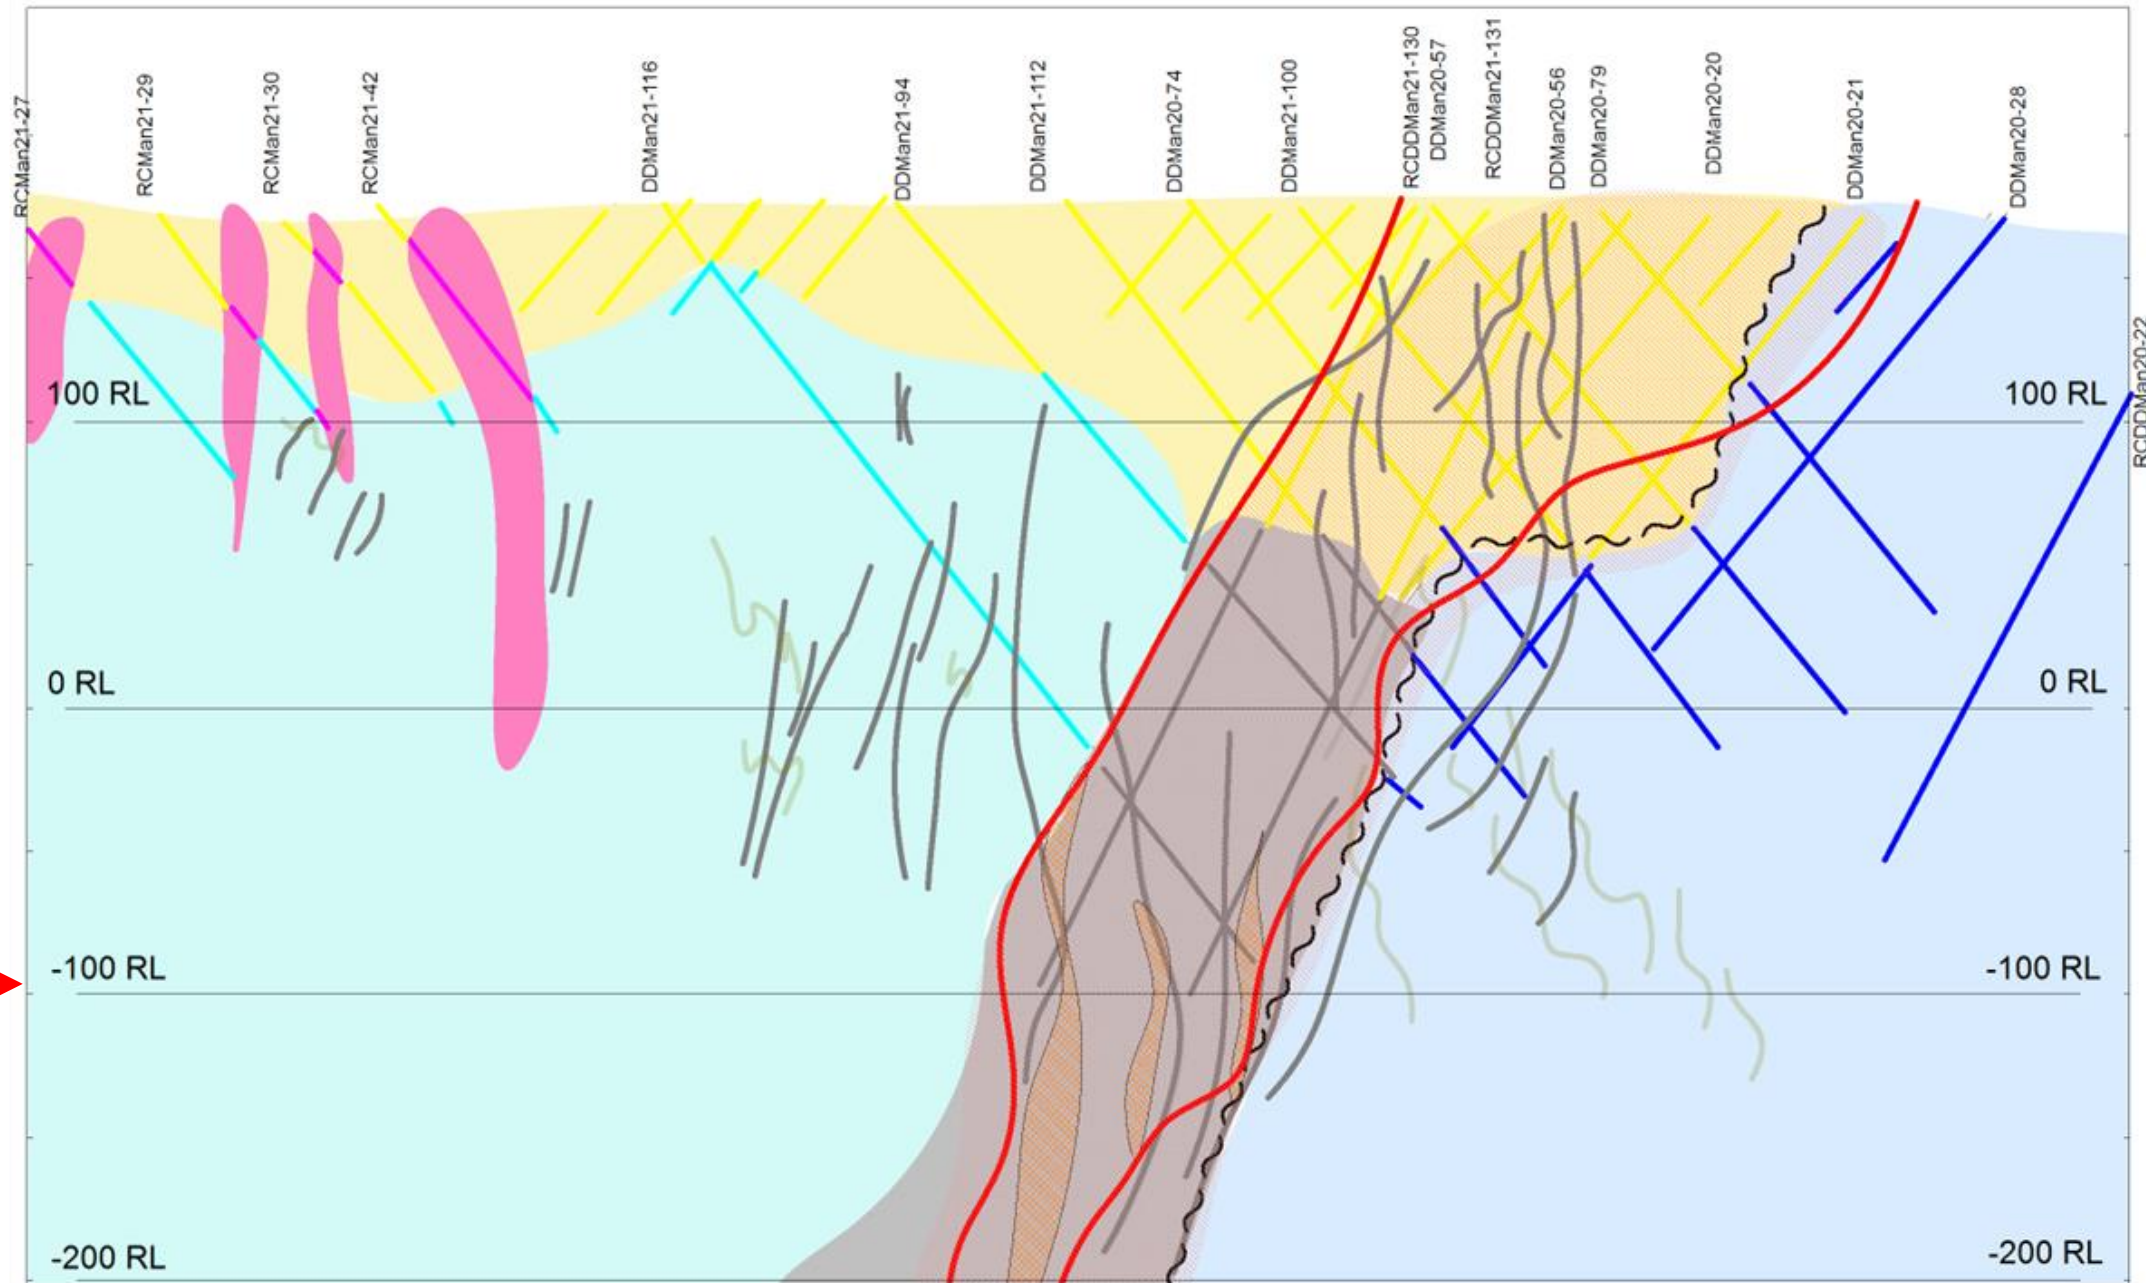 RCMan21-27
RCMan21-29
RCMan21-30
RCMan21-42
DDMan21-116
DDMan21-94
DDMan21-112
DDMan20-74
DDMan21-100
RCDDMan21-130
DDMan20-57
RCDDMan21-131
DDMan20-56
DDMan20-79
DDMan20-20
DDMan20-21
DDMan20-28
RCDDMan20-22
100 RL
100 RL
0 RL
0 RL
-100 RL
-100 RL
-200 RL
-200 RL